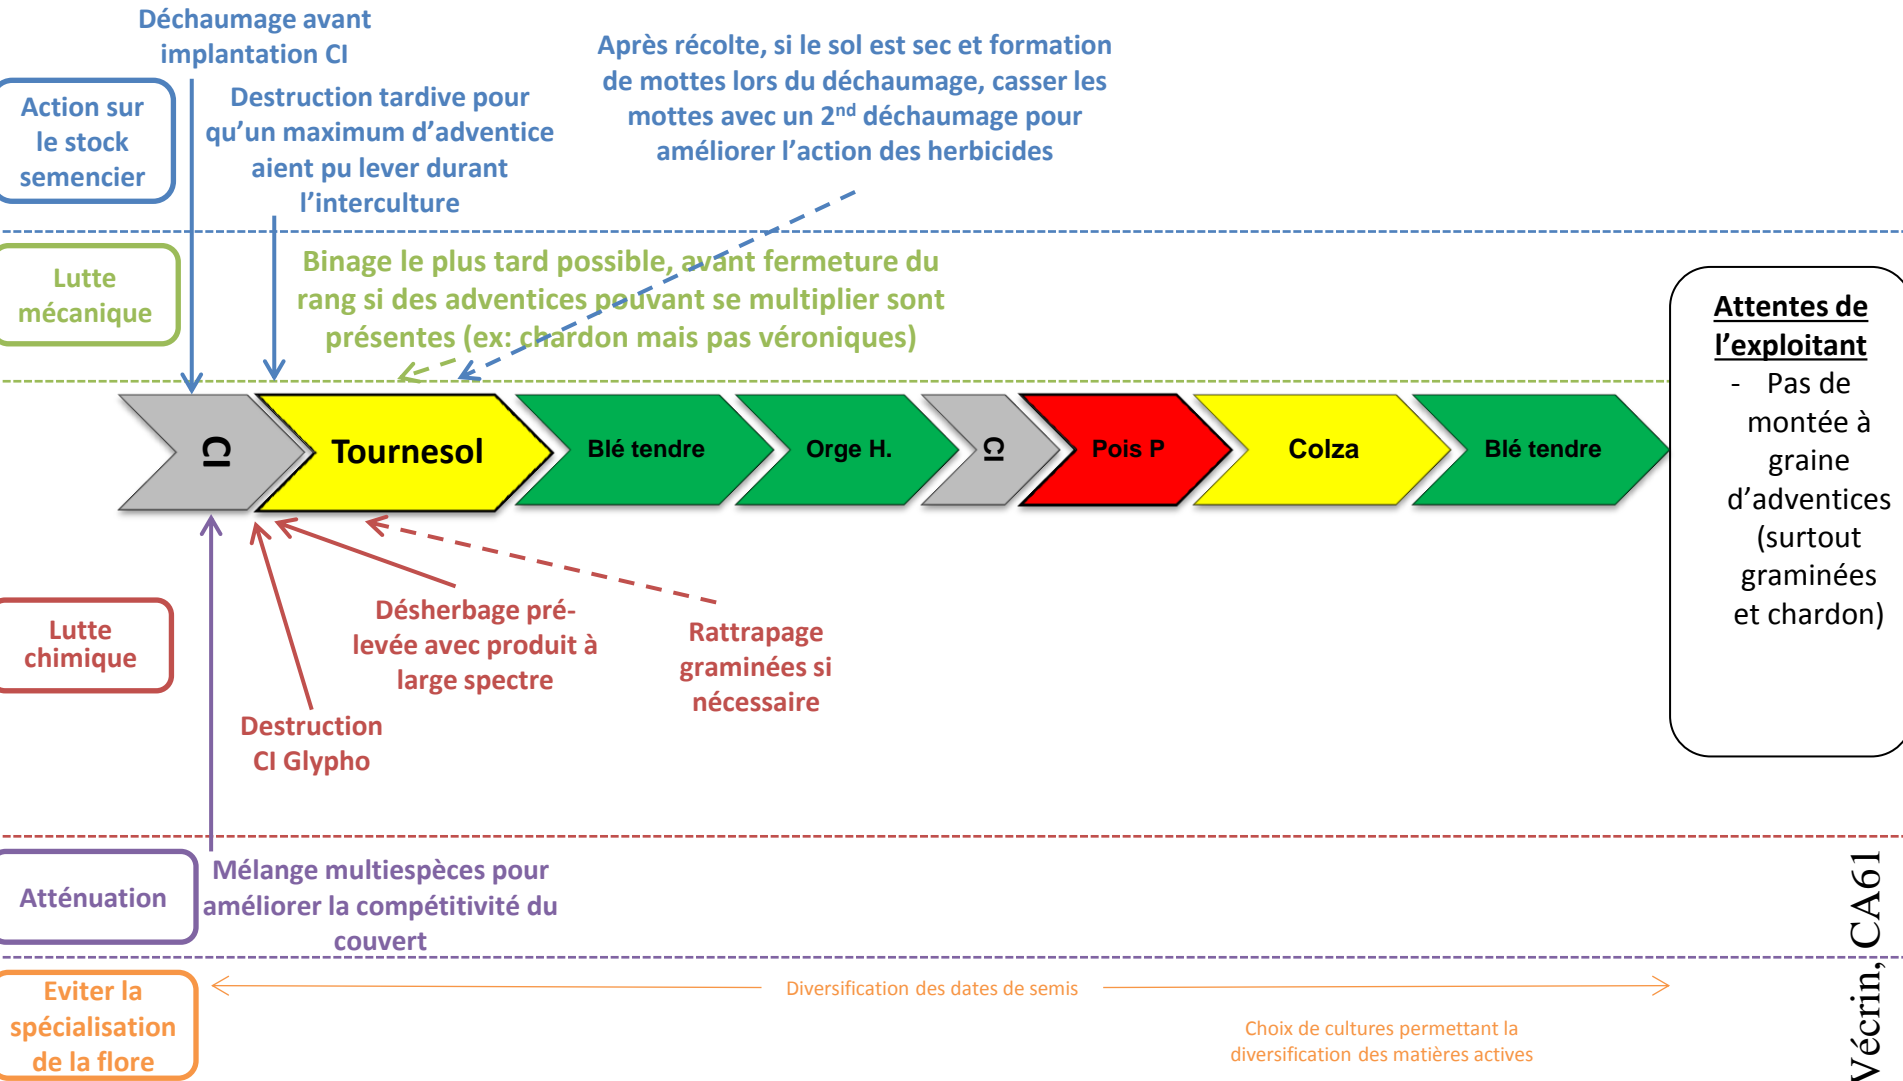 Déchaumage avant
implantation CI
Après récolte, si le sol est sec et formation
de mottes lors du déchaumage, casser les
mottes avec un 2nd déchaumage pour
améliorer l'action des herbicides
Action sur
le stock
semencier
Destruction tardive pour
qu'un maximum d'adventice
aient pu lever durant
l'interculture
Lutte
mécanique
Binage le plus tard possible, avant fermeture du
rang si des adventices pouvant se multiplier sont
présentes (ex: chardon mais pas véroniques)
Attentes de
l'exploitant
- Pas de
montée à
graine
d'adventices
(surtout
graminées
et chardon)
CI
Tournesol
Blé tendre
Orge H.
CI
Pois P
Colza
Blé tendre
Lutte
chimique
Désherbage pré-
levée avec produit à
large spectre
Rattrapage
graminées si
nécessaire
Destruction
CI Glypho
Atténuation
Mélange multiespèces pour
améliorer la compétitivité du
couvert
Eviter la
spécialisation
de la flore
Diversification des dates de semis
Choix de cultures permettant la
diversification des matières actives
Vécrin, CA61